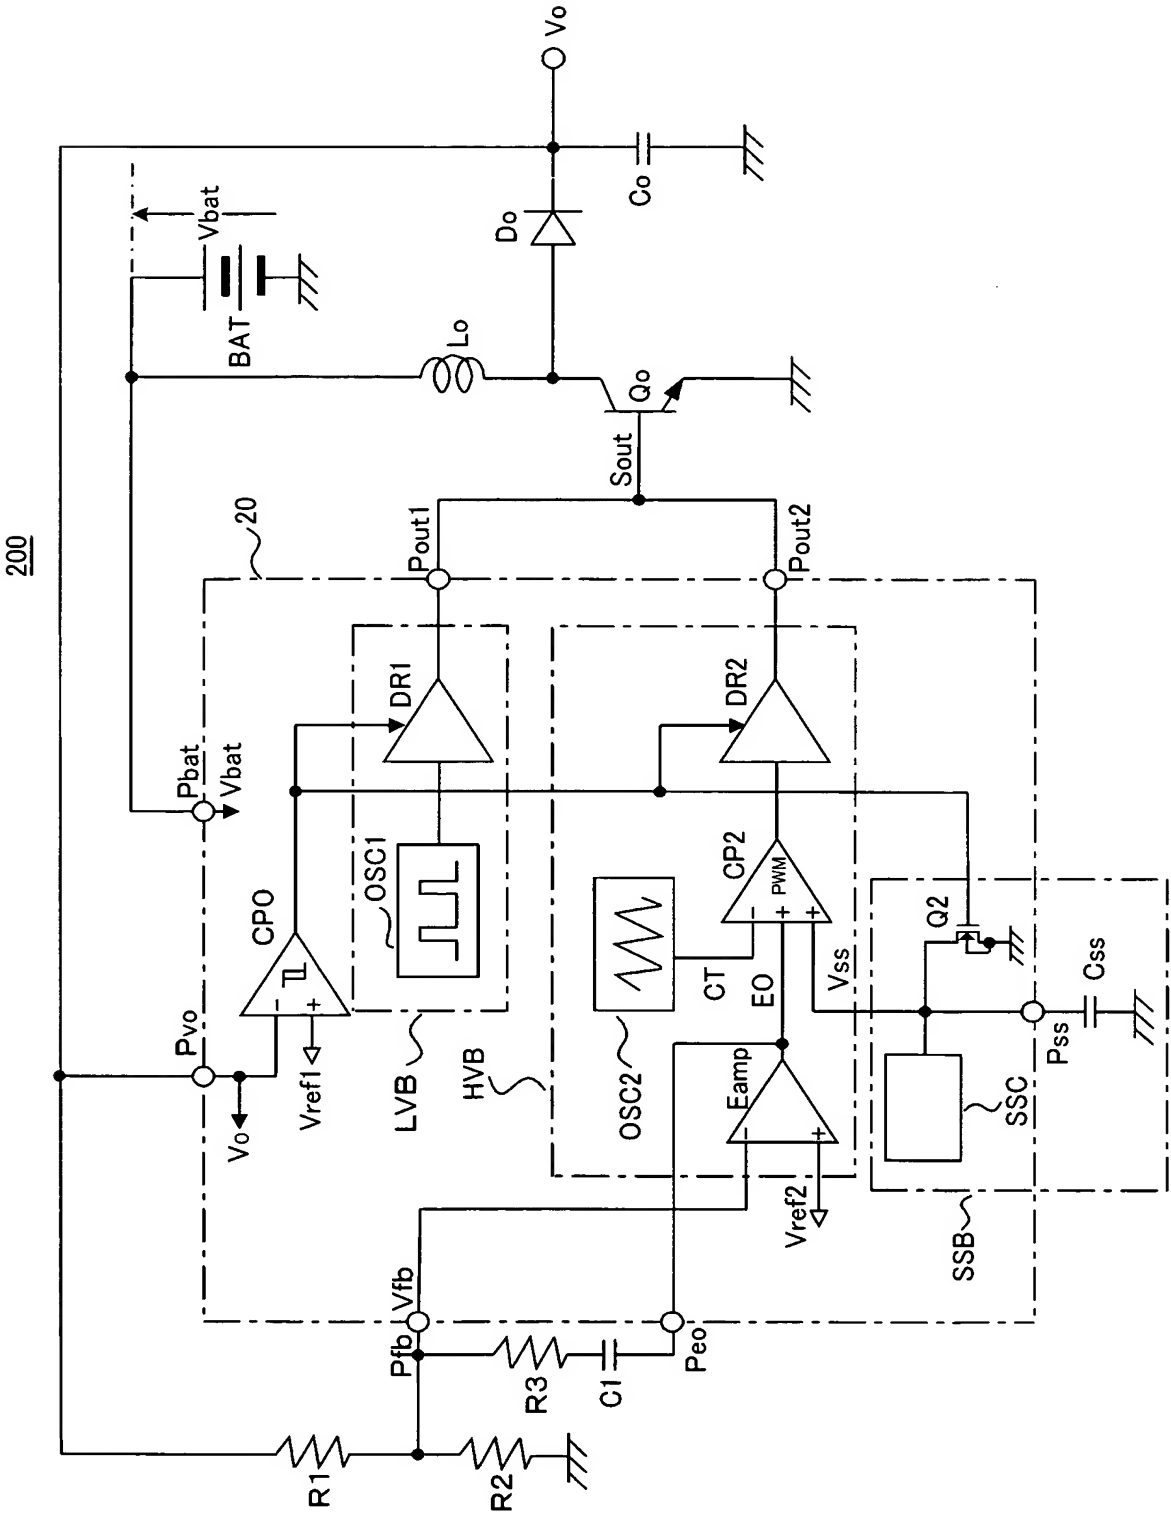 200
Vo
Vbat
BAT
Do
Co
Lo
Qo
Sout
20
Pout1
Pout2
Pbat
Vbat
DR1
DR2
CPO
OSC1
CP2
PWM
-
+
+
Q2
Pvo
-
+
Vref1
Vo
LVB
HVB
OSC2
CT
EO
Vss
Css
Pss
Eamp
-
+
SSC
Vref2
SSB
Vfb
Pfb
Peo
R3
C1
R1
R2